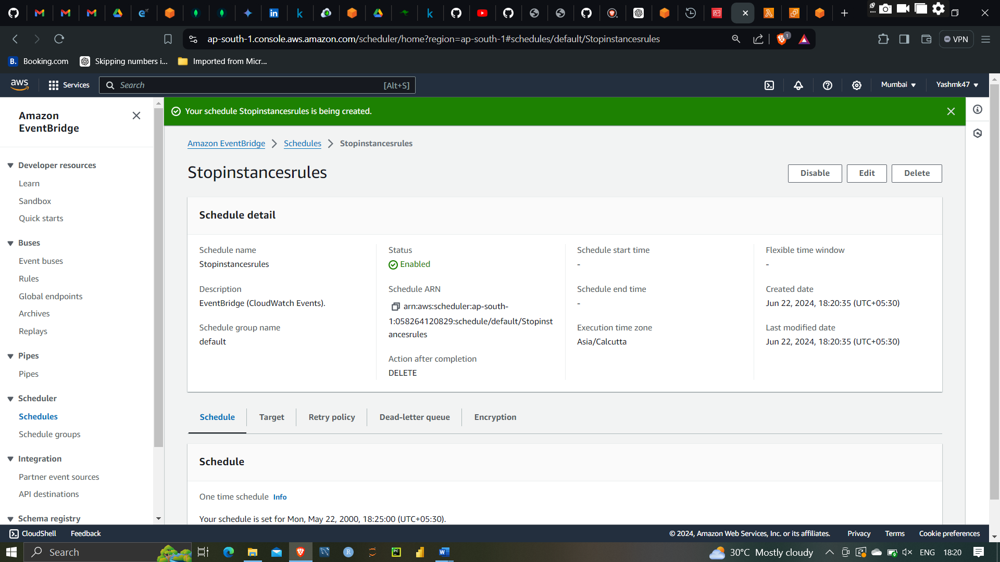 ap-south-1.console.aws.amazon.com/scheduler/home?region=ap-south-1#schedules/default/Stopinstancesrules
1
VPN
B. Booking.com
Skipping numbers i...
Imported from Micr...
aws
Services
Search
[Alt+S]
Mumbai
Yashmk47
Amazon EventBridge
Developer resources
Learn
Sandbox
Quick starts
Buses
Event buses
Rules
Global endpoints
Archives
Replays
Pipes
Pipes
Scheduler
Schedules
Schedule groups
Integration
Partner event sources
API destinations
Schema registry
Your schedule Stopinstancesrules is being created.
Amazon EventBridge
Schedules
Stopinstancesrules
Stopinstancesrules
Disable
Edit
Delete
Schedule detail
Schedule name
Stopinstancesrules
Description
EventBridge (CloudWatch Events).
Schedule group name
default
Status
Enabled
Schedule ARN
arn:aws:scheduler:ap-south-
1:058264120829:schedule/default/Stopinst
ancesrules
Action after completion
DELETE
Schedule start time
-
Schedule end time
-
Execution time zone
Asia/Calcutta
Flexible time window
-
Created date
Jun 22, 2024, 18:20:35 (UTC+05:30)
Last modified date
Jun 22, 2024, 18:20:35 (UTC+05:30)
Schedule
Target
Retry policy
Dead-letter queue
Encryption
Schedule
One time schedule Info
Your schedule is set for Mon, May 22, 2000, 18:25:00 (UTC+05:30).
CloudShell
Feedback
© 2024, Amazon Web Services, Inc. or its affiliates.
Privacy
Terms
Cookie preferences
Search
30°C Mostly cloudy
ENG
18:20